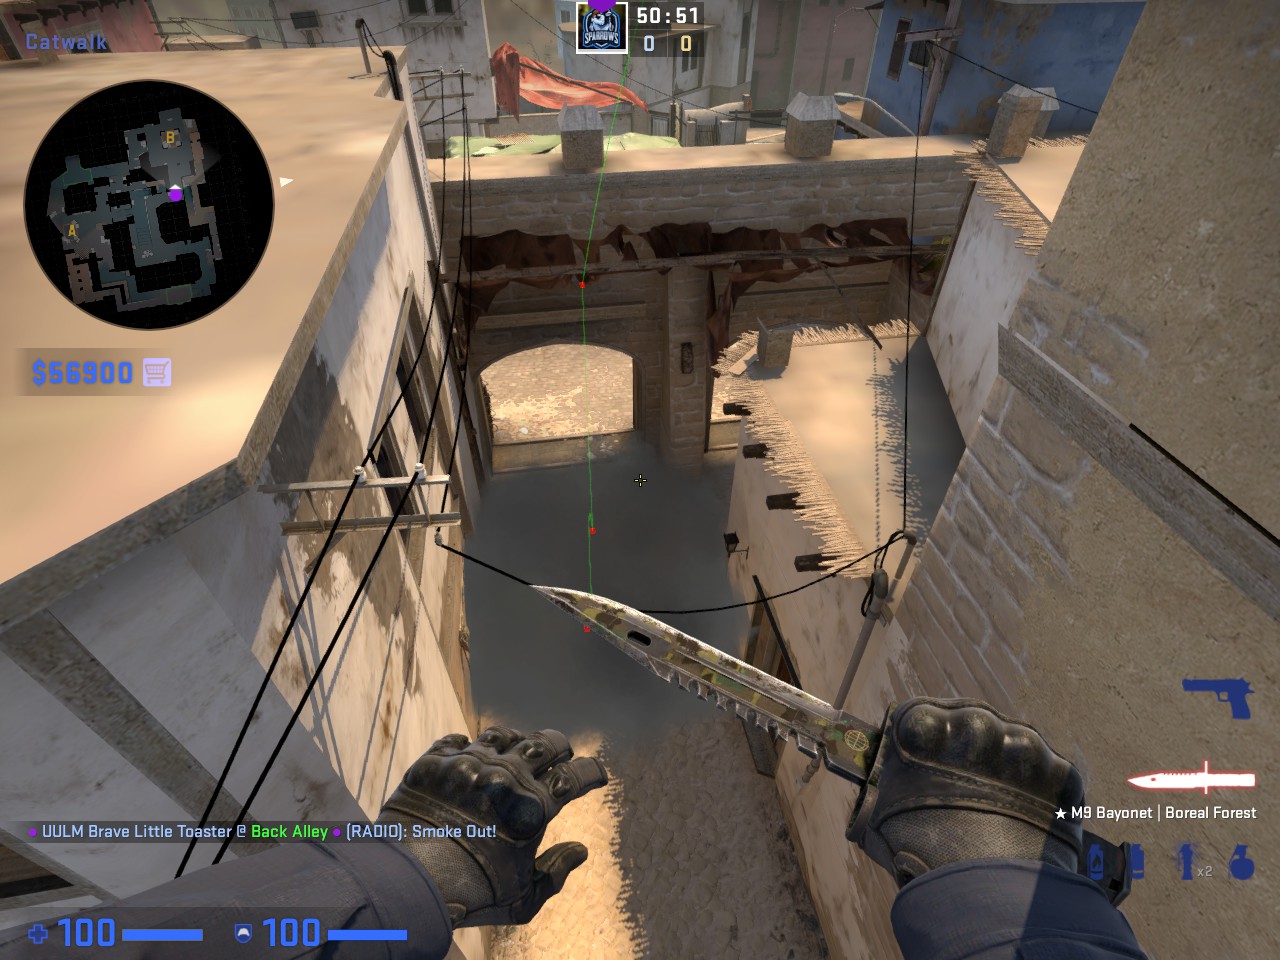 Catwalk
SPARROWS
50:51
0 0
B
A
$56900
★ M9 Bayonet | Boreal Forest
x2
• UULM Brave Little Toaster @ Back Alley • (RADIO): Smoke Out!
100 100